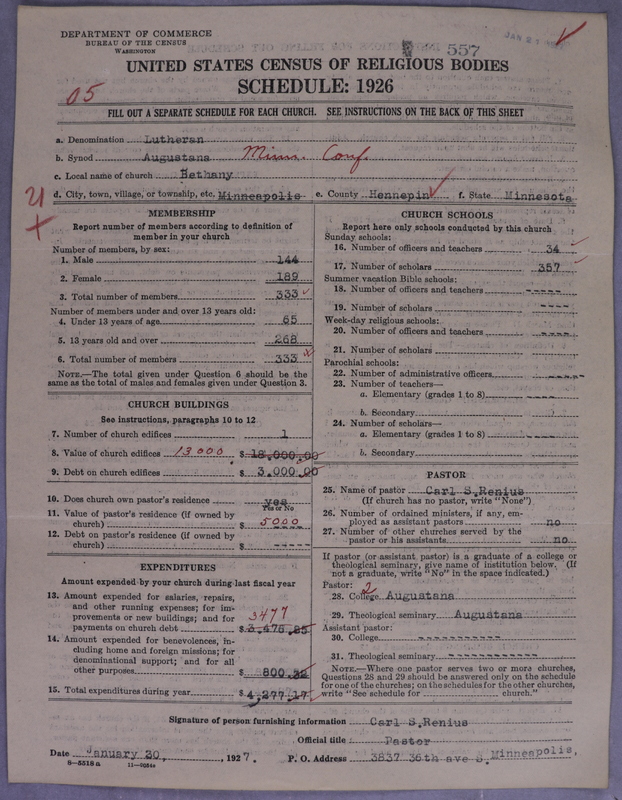 DEPARTMENT OF COMMERCE
BUREAU OF THE CENSUS
WASHINGTON
557
JAN 21
UNITED STATES CENSUS OF RELIGIOUS BODIES
SCHEDULE: 1926
05
FILL OUT A SEPARATE SCHEDULE FOR EACH CHURCH. SEE INSTRUCTIONS ON THE BACK OF THIS SHEET
a. Denomination Lutheran
b. Synod Augustana Minn. Conf.
c. Local name of church Bethany
d. City, town, village, or township, etc. Minneapolis e. County Hennepin f. State Minnesota
21
MEMBERSHIP
Report number of members according to definition of
member in your church
Number of members, by sex:
1. Male 144
2. Female 189
3. Total number of members 333
Number of members under and over 13 years old:
4. Under 13 years of age 65
5. 13 years old and over 268
6. Total number of members 333
NOTE.—The total given under Question 6 should be the
same as the total of males and females given under Question 3.
CHURCH BUILDINGS
See instructions, paragraphs 10 to 12
7. Number of church edifices 1
8. Value of church edifices 13000 $ 18,000.00
9. Debt on church edifices $ 3,000.00
10. Does church own pastor's residence yes
Yes or No
11. Value of pastor's residence (if owned by
church) $ 5000
12. Debt on pastor's residence (if owned by
church) $ -----
EXPENDITURES
Amount expended by your church during last fiscal year
13. Amount expended for salaries, repairs,
and other running expenses; for im-
provements or new buildings; and for 3477
payments on church debt $ 3,476.85
14. Amount expended for benevolences, in-
cluding home and foreign missions; for
denominational support; and for all
other purposes $ 800.32
15. Total expenditures during year $ 4,277.17
CHURCH SCHOOLS
Report here only schools conducted by this church
Sunday schools:
16. Number of officers and teachers 34
17. Number of scholars 357
Summer vacation Bible schools:
18. Number of officers and teachers -----
19. Number of scholars ----
Week-day religious schools:
20. Number of officers and teachers ----
21. Number of scholars ----
Parochial schools:
22. Number of administrative officers -----
23. Number of teachers—
a. Elementary (grades 1 to 8) ----
b. Secondary
24. Number of scholars—
a. Elementary (grades 1 to 8) ----
b. Secondary
PASTOR
25. Name of pastor Carl S.Renius
(If church has no pastor, write "None")
26. Number of ordained ministers, if any, em-
ployed as assistant pastors no
27. Number of other churches served by the
pastor or his assistants no
If pastor (or assistant pastor) is a graduate of a college or
theological seminary, give name of institution below. (If
not a graduate, write "No" in the space indicated.)
Pastor: 2
28. College Augustana
29. Theological seminary Augustana
Assistant pastor:
30. College -----------
31. Theological seminary -----------
NOTE.—Where one pastor serves two or more churches,
Questions 28 and 29 should be answered only on the schedule
for one of the churches; on the schedules for the other churches,
write "See schedule for church."
Signature of person furnishing information Carl S.Renius
Official title Pastor
Date January 20, 1927. P. O. Address 3837 36th ave S. Minneapolis,
8—5518a 11—9054a